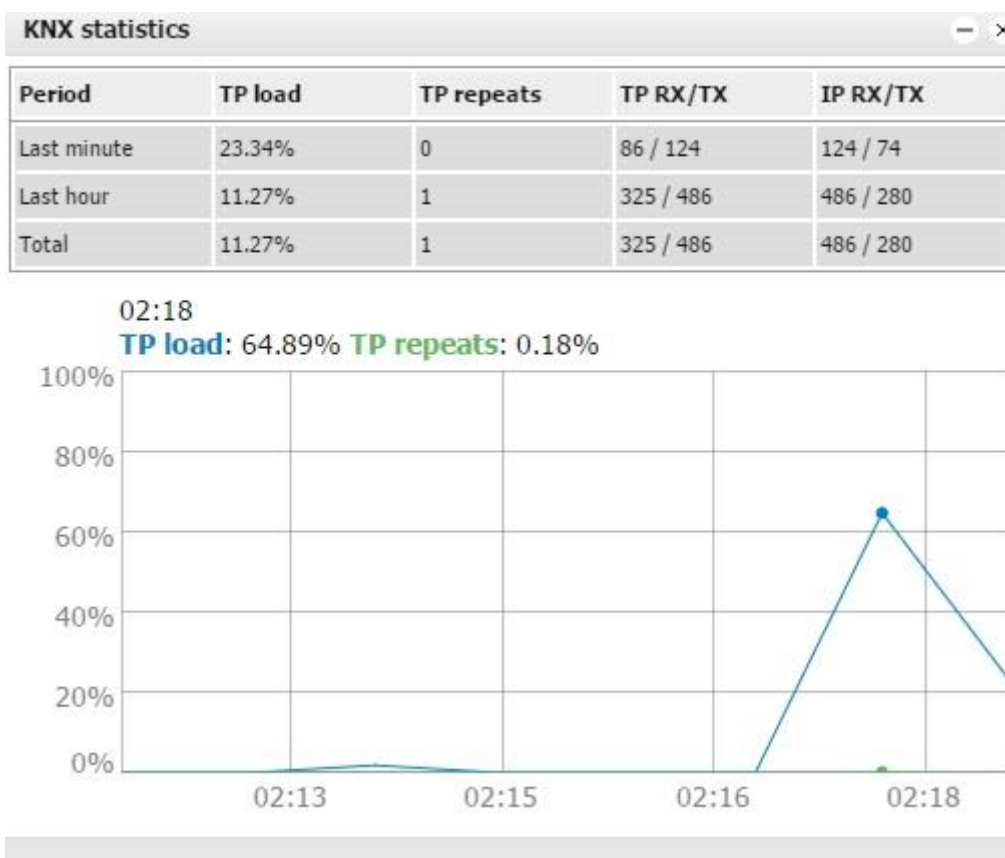 KNX statistics
Period TP load TP repeats TP RX/TX IP RX/TX
Last minute 23.34% 0 86 / 124 124 / 74
Last hour 11.27% 1 325 / 486 486 / 280
Total 11.27% 1 325 / 486 486 / 280
02:18
TP load: 64.89% TP repeats: 0.18%
100%
80%
60%
40%
20%
0%
02:13 02:15 02:16 02:18